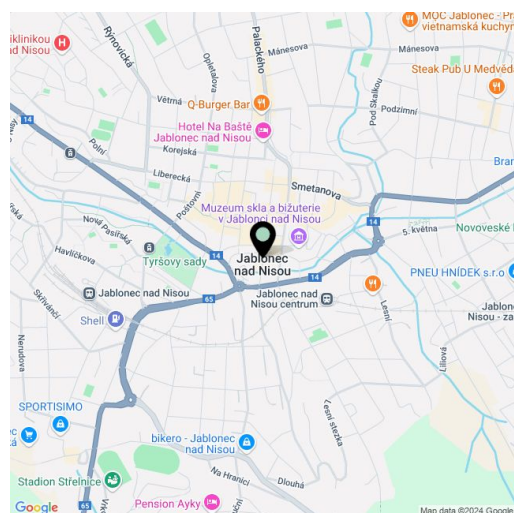 klinikou
ad Nisou
Rýnovická
Opletalova
Palackého
Mánesova
MOC Jablonec - Pr
vietnamská kuchyn
Mánesova
Steak Pub U Medvěd
Větrná
Q-Burger Bar
Pod Skalkou
Podzimní
14
Hotel Na Baště
Jablonec nad Nisou
Polní
Korejská
Liberecká
Poštovní
Smetanova
Bran
14
Muzeum skla a bižuterie
v Jablonci nad Nisou
14
5. května
Novoveské
Nová Pasířská
Tyršovy sady
Havlíčkova
Jablonec
nad Nisou
PNEU HNÍDEK s.r.o
Skřivánčí
Jablonec nad Nisou
65
14
Jablonec nad
Nisou centrum
Lesní
Jablonec
Nisou - za
Shell
Nerudova
Liliová
SPORTISIMO
Lesní stezka
bikero - Jablonec
nad Nisou
Na Hranici
Dlouhá
Stadion Střelnice
Pension Ayky
65
Google
Map data ©2024 Google